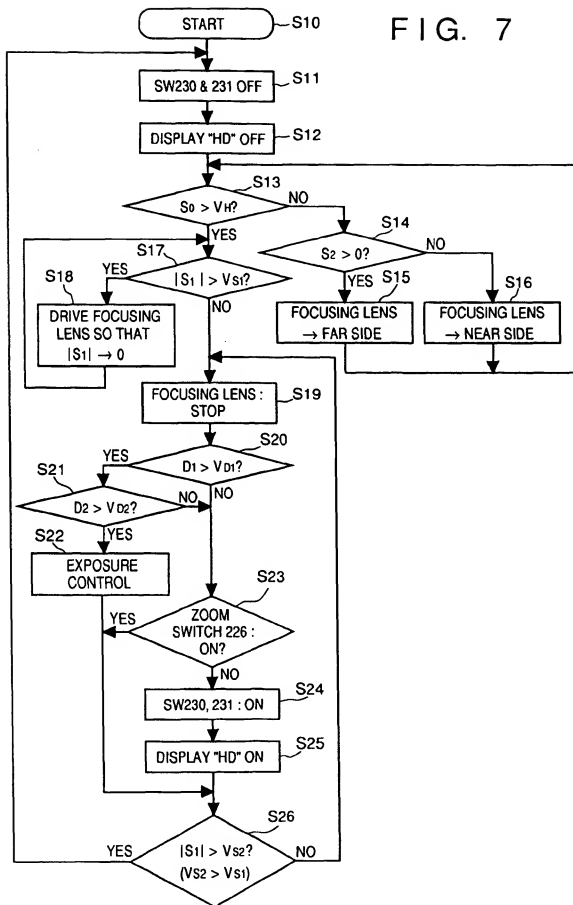 FIG. 7
START
S10
S11
SW230 & 231 OFF
S12
DISPLAY "HD" OFF
S13
S0 > VH?
NO
YES
S14
S2 > 0?
NO
YES
S15
FOCUSING LENS
→ FAR SIDE
S16
FOCUSING LENS
→ NEAR SIDE
S17
|S1| > VS1?
YES
NO
S18
DRIVE FOCUSING
LENS SO THAT
|S1| → 0
S19
FOCUSING LENS :
STOP
S20
D1 > VD1?
YES
NO
S21
D2 > VD2?
NO
YES
S22
EXPOSURE
CONTROL
S23
ZOOM
SWITCH 226 :
ON?
YES
NO
S24
SW230, 231 : ON
S25
DISPLAY "HD" ON
S26
|S1| > VS2?
(VS2 > VS1)
YES
NO